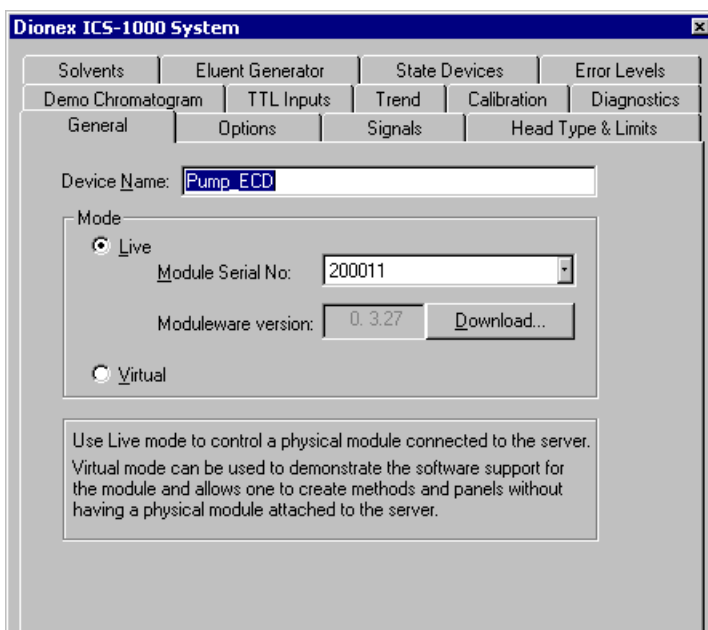 Dionex ICS-1000 System
Solvents Eluent Generator State Devices Error Levels
Demo Chromatogram TTL Inputs Trend Calibration Diagnostics
General Options Signals Head Type & Limits
Device Name: Pump_ECD
Mode
Live
Module Serial No: 200011
Moduleware version: 0. 3.27 Download...
Virtual
Use Live mode to control a physical module connected to the server.
Virtual mode can be used to demonstrate the software support for
the module and allows one to create methods and panels without
having a physical module attached to the server.